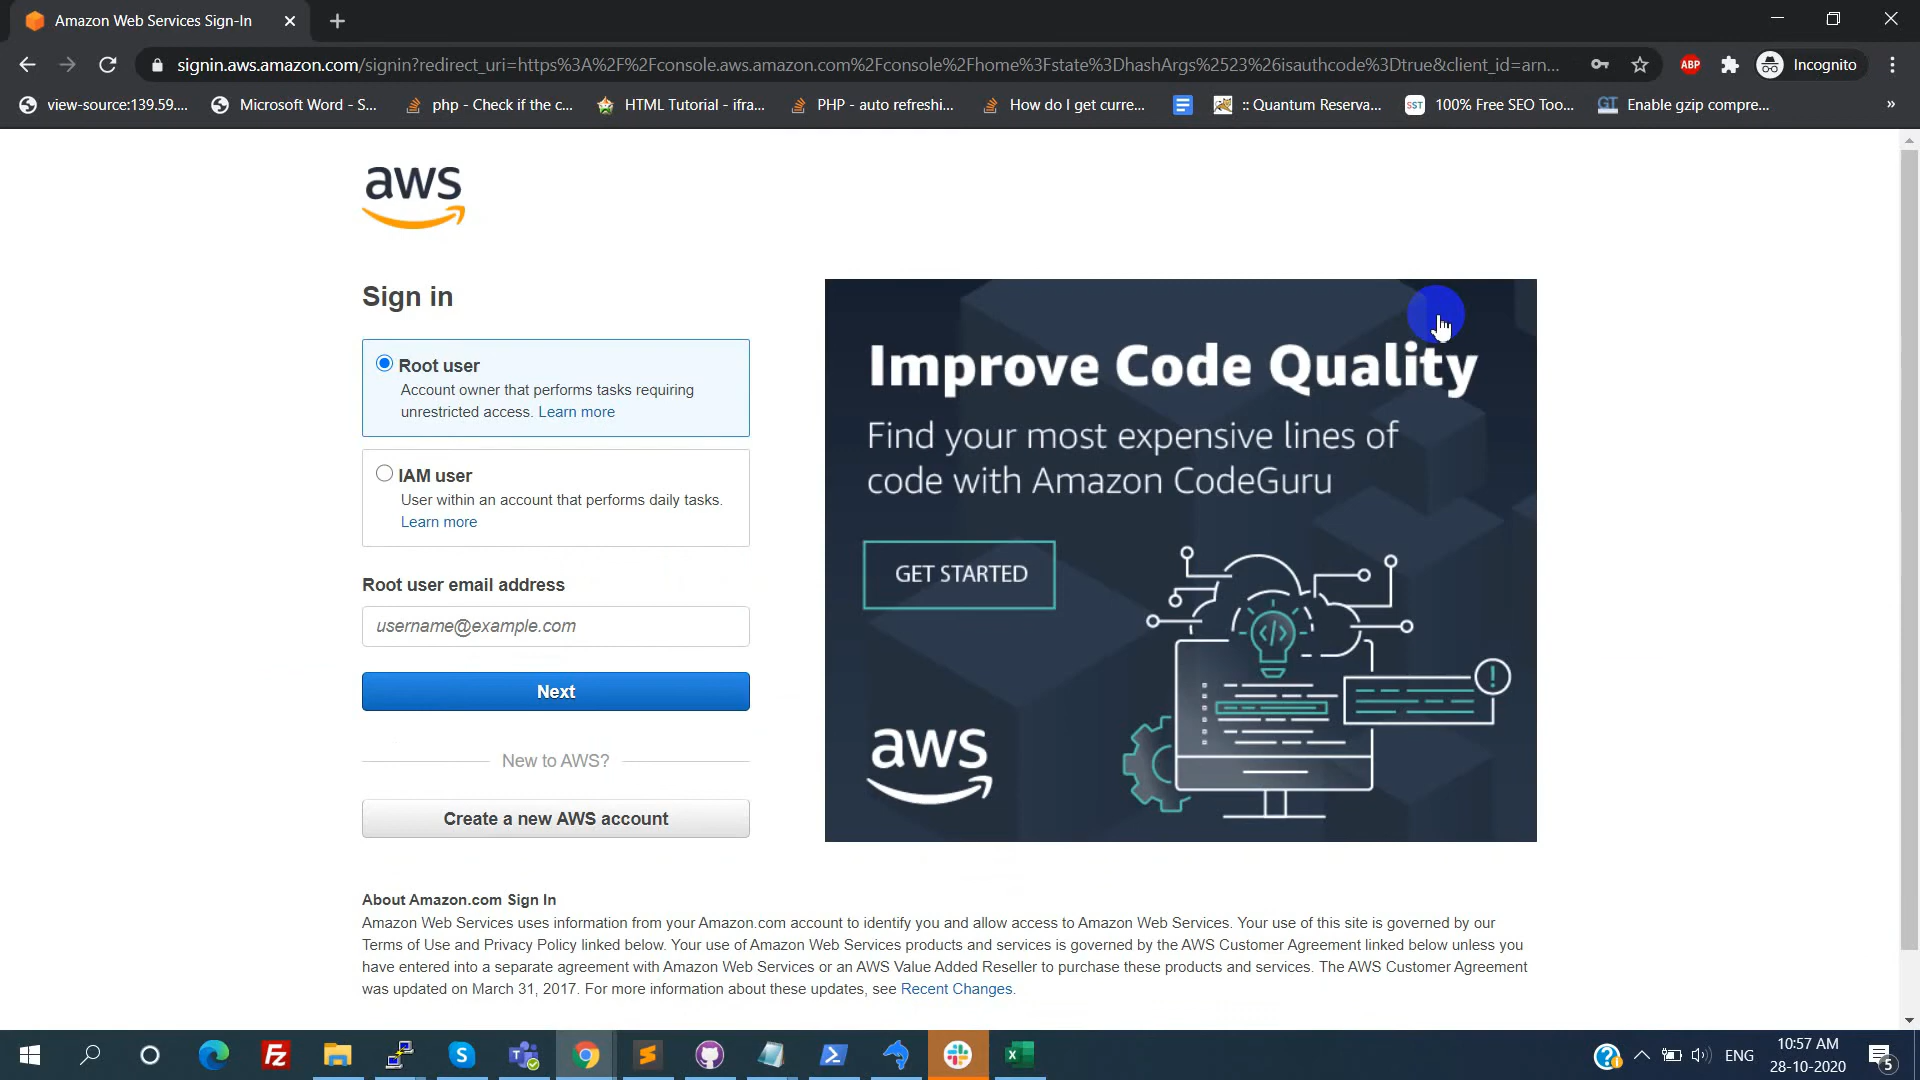 Amazon Web Services Sign-In
signin.aws.amazon.com/signin?redirect_uri=https%3A%2F%2Fconsole.aws.amazon.com%2Fconsole%2Fhome%3Fstate%3DhashArgs%2523%26isauthcode%3Dtrue&client_id=arn...
ABP
Incognito
view-source:139.59....
Microsoft Word - S...
php - Check if the c...
HTML Tutorial - ifra...
PHP - auto refreshi...
How do I get curre...
:: Quantum Reserva...
SST
100% Free SEO Too...
GT
Enable gzip compre...
»
aws
Sign in
Root user
Account owner that performs tasks requiring
unrestricted access. Learn more
IAM user
User within an account that performs daily tasks.
Learn more
Root user email address
username@example.com
Next
New to AWS?
Create a new AWS account
Improve Code Quality
Find your most expensive lines of
code with Amazon CodeGuru
GET STARTED
</>
!
aws
About Amazon.com Sign In
Amazon Web Services uses information from your Amazon.com account to identify you and allow access to Amazon Web Services. Your use of this site is governed by our
Terms of Use and Privacy Policy linked below. Your use of Amazon Web Services products and services is governed by the AWS Customer Agreement linked below unless you
have entered into a separate agreement with Amazon Web Services or an AWS Value Added Reseller to purchase these products and services. The AWS Customer Agreement
was updated on March 31, 2017. For more information about these updates, see Recent Changes.
Fz
ENG
10:57 AM
28-10-2020
5